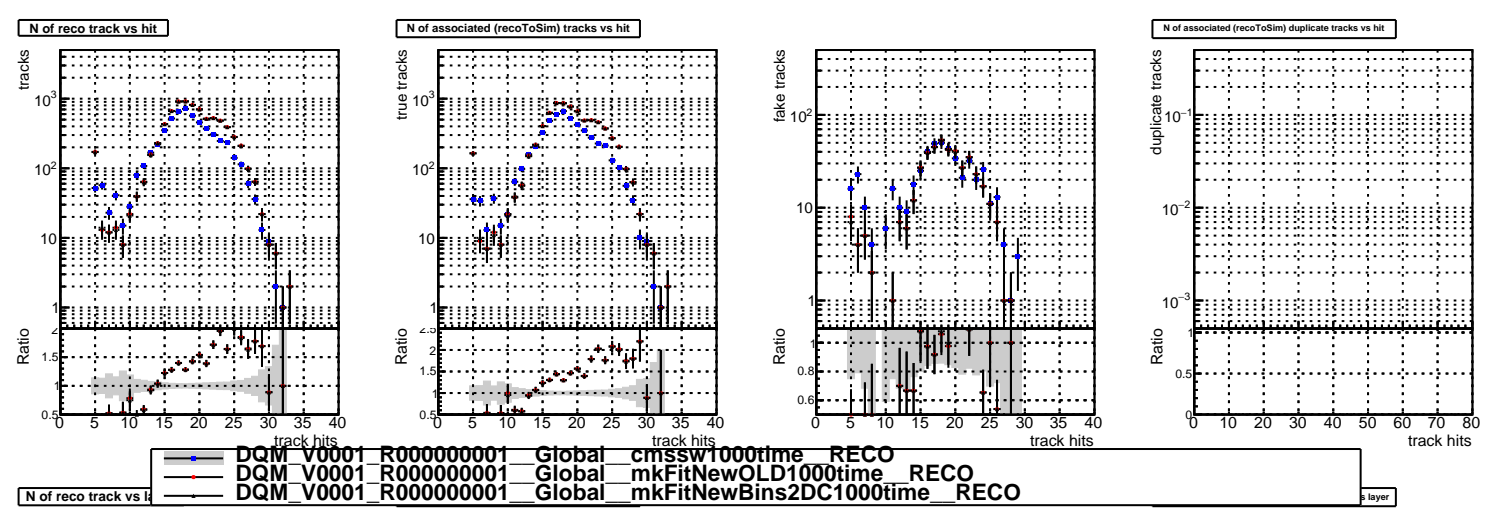 N of reco track vs hit
N of associated (recoToSim) tracks vs hit
N of associated (recoToSim) duplicate tracks vs hit
tracks
10³
10²
10
1
Ratio
2
1.5
1
0.5
0 5 10 15 20 25 30 35 40
track hits
true tracks
10³
10²
10
1
Ratio
2.5
2
1.5
1
0.5
0 5 10 15 20 25 30 35 40
track hits
fake tracks
10²
10
1
Ratio
1
0.8
0.6
0 5 10 15 20 25 30 35 40
track hits
duplicate tracks
10⁻¹
10⁻²
10⁻³
Ratio
1
0.5
0
0 10 20 30 40 50 60 70 80
track hits
DQM_V0001_R000000001__Global__cmssw1000time__RECO
DQM_V0001_R000000001__Global__mkFitNewOLD1000time__RECO
DQM_V0001_R000000001__Global__mkFitNewBins2DC1000time__RECO
N of reco track vs la
s layer